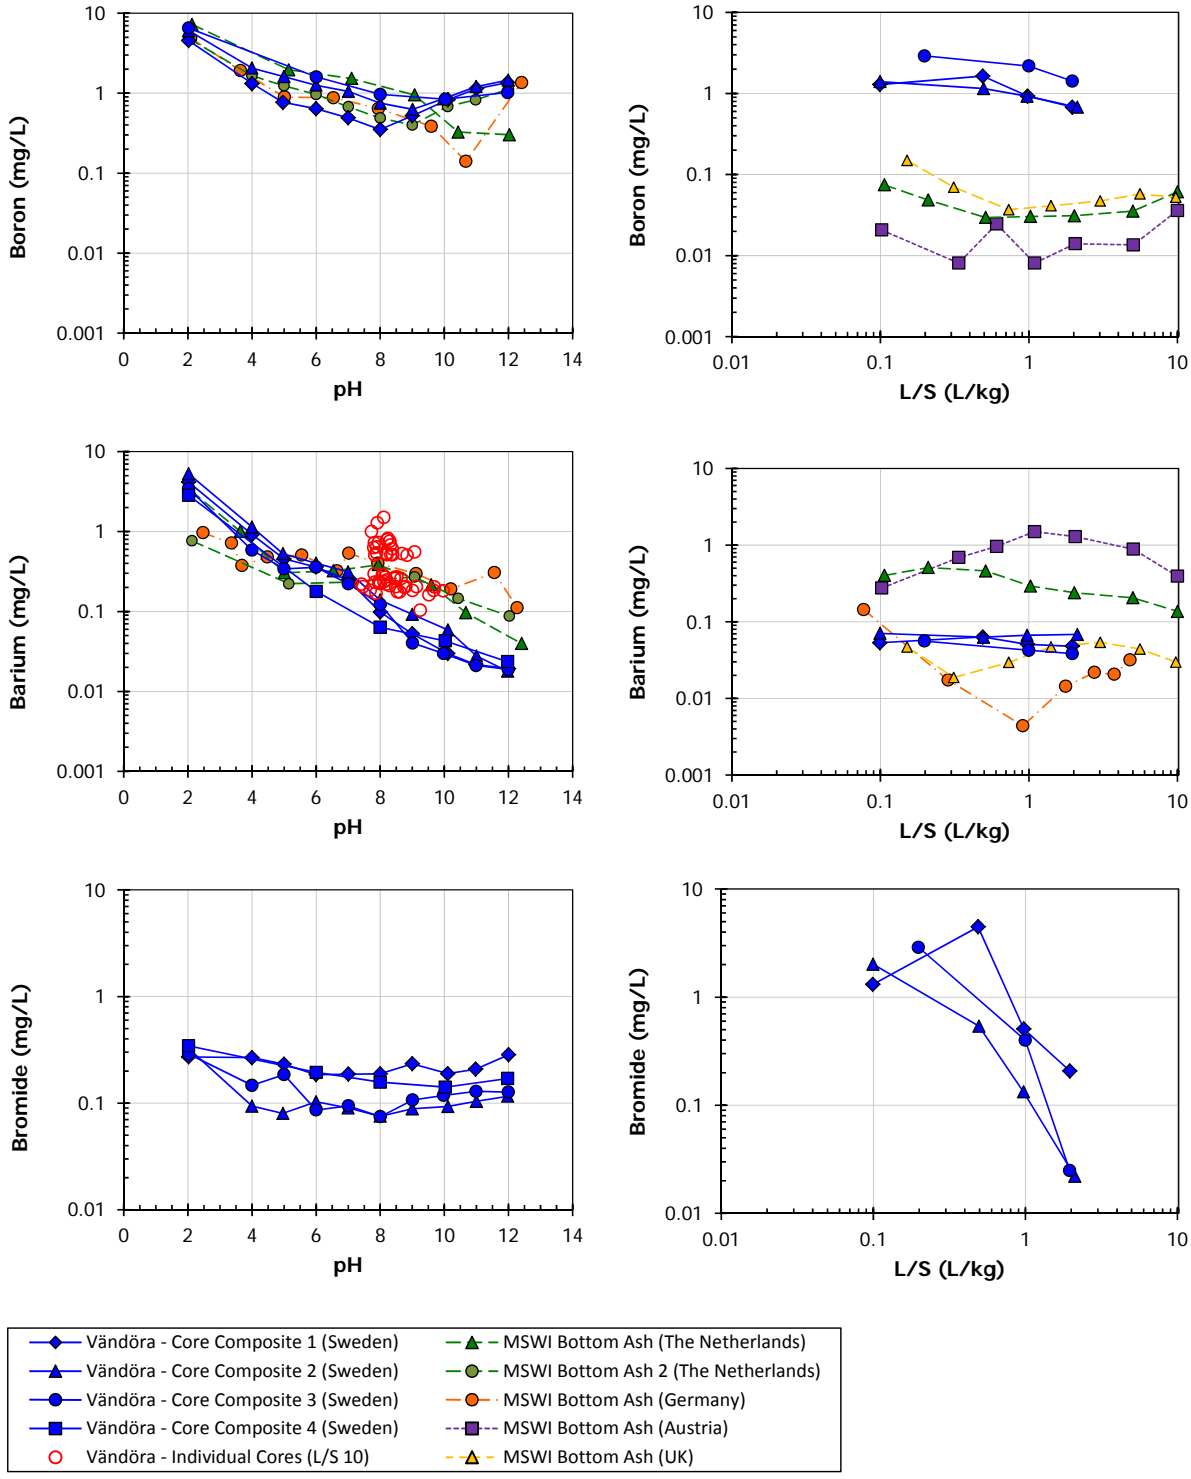 10
1
0.1
0.01
0.001
Boron (mg/L)
0 2 4 6 8 10 12 14
pH
10
1
0.1
0.01
0.001
Boron (mg/L)
0.01 0.1 1 10
L/S (L/kg)
10
1
0.1
0.01
0.001
Barium (mg/L)
0 2 4 6 8 10 12 14
pH
10
1
0.1
0.01
0.001
Barium (mg/L)
0.01 0.1 1 10
L/S (L/kg)
10
1
0.1
0.01
Bromide (mg/L)
0 2 4 6 8 10 12 14
pH
10
1
0.1
0.01
Bromide (mg/L)
0.01 0.1 1 10
L/S (L/kg)
Vändöra - Core Composite 1 (Sweden)
Vändöra - Core Composite 2 (Sweden)
Vändöra - Core Composite 3 (Sweden)
Vändöra - Core Composite 4 (Sweden)
Vändöra - Individual Cores (L/S 10)
MSWI Bottom Ash (The Netherlands)
MSWI Bottom Ash 2 (The Netherlands)
MSWI Bottom Ash (Germany)
MSWI Bottom Ash (Austria)
MSWI Bottom Ash (UK)